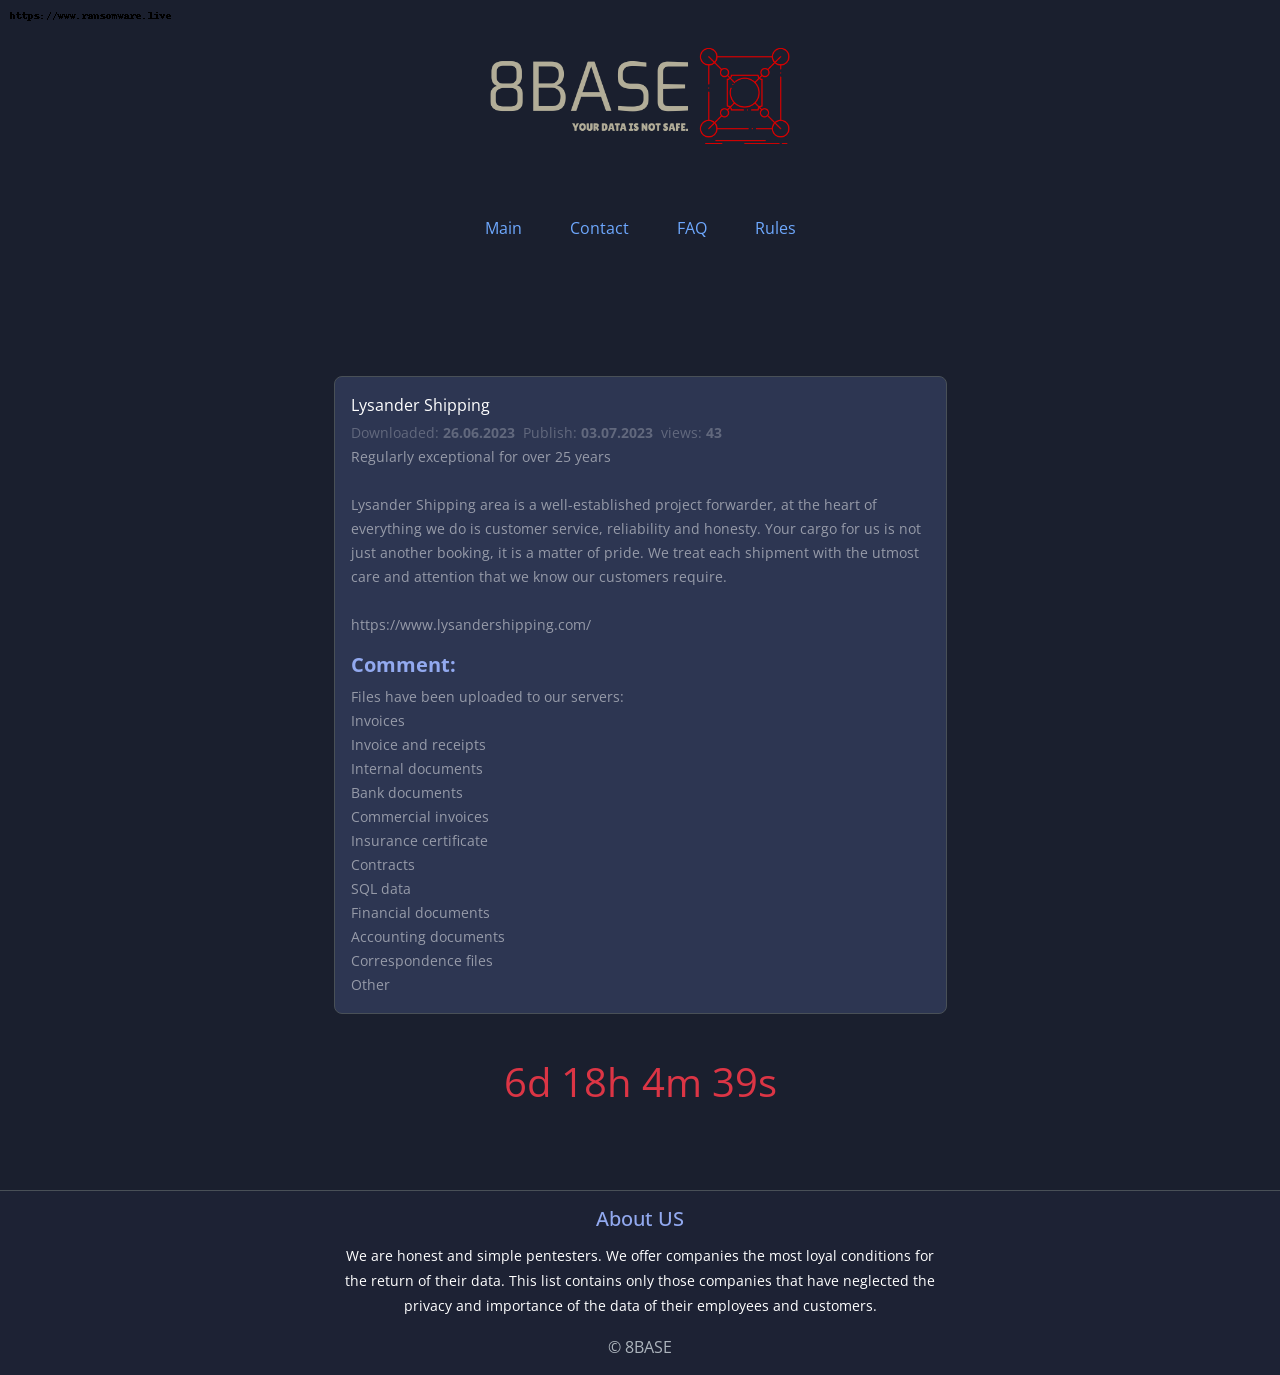 https://www.ransomware.live
8BASE
YOUR DATA IS NOT SAFE.
Main Contact FAQ Rules
Lysander Shipping
Downloaded: 26.06.2023 Publish: 03.07.2023 views: 43
Regularly exceptional for over 25 years
Lysander Shipping area is a well-established project forwarder, at the heart of
everything we do is customer service, reliability and honesty. Your cargo for us is not
just another booking, it is a matter of pride. We treat each shipment with the utmost
care and attention that we know our customers require.
https://www.lysandershipping.com/
Comment:
Files have been uploaded to our servers:
Invoices
Invoice and receipts
Internal documents
Bank documents
Commercial invoices
Insurance certificate
Contracts
SQL data
Financial documents
Accounting documents
Correspondence files
Other
6d 18h 4m 39s
About US
We are honest and simple pentesters. We offer companies the most loyal conditions for
the return of their data. This list contains only those companies that have neglected the
privacy and importance of the data of their employees and customers.
© 8BASE